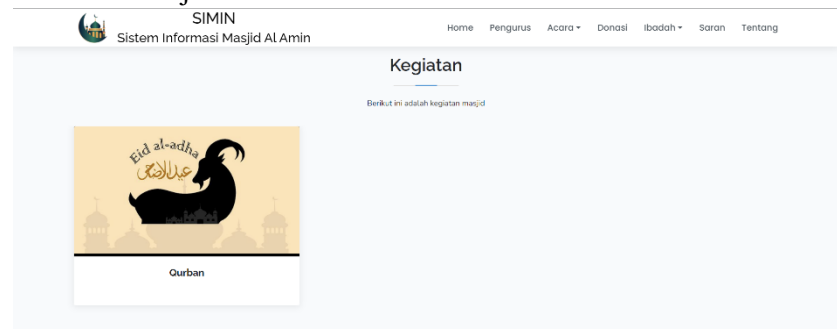 SIMIN
Sistem Informasi Masjid Al Amin
Home Pengurus Acara Donasi Ibadah Saran Tentang
Kegiatan
Berikut ini adalah kegiatan masjid
Eid al-adha
عيد الأضحى
Qurban